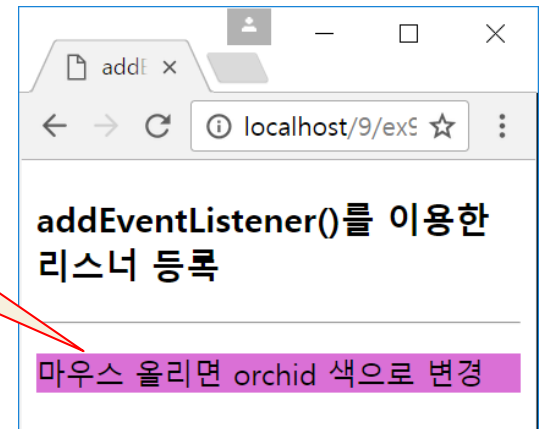 addE
localhost/9/ex9
addEventListener()를 이용한
리스너 등록
마우스 올리면 orchid 색으로 변경